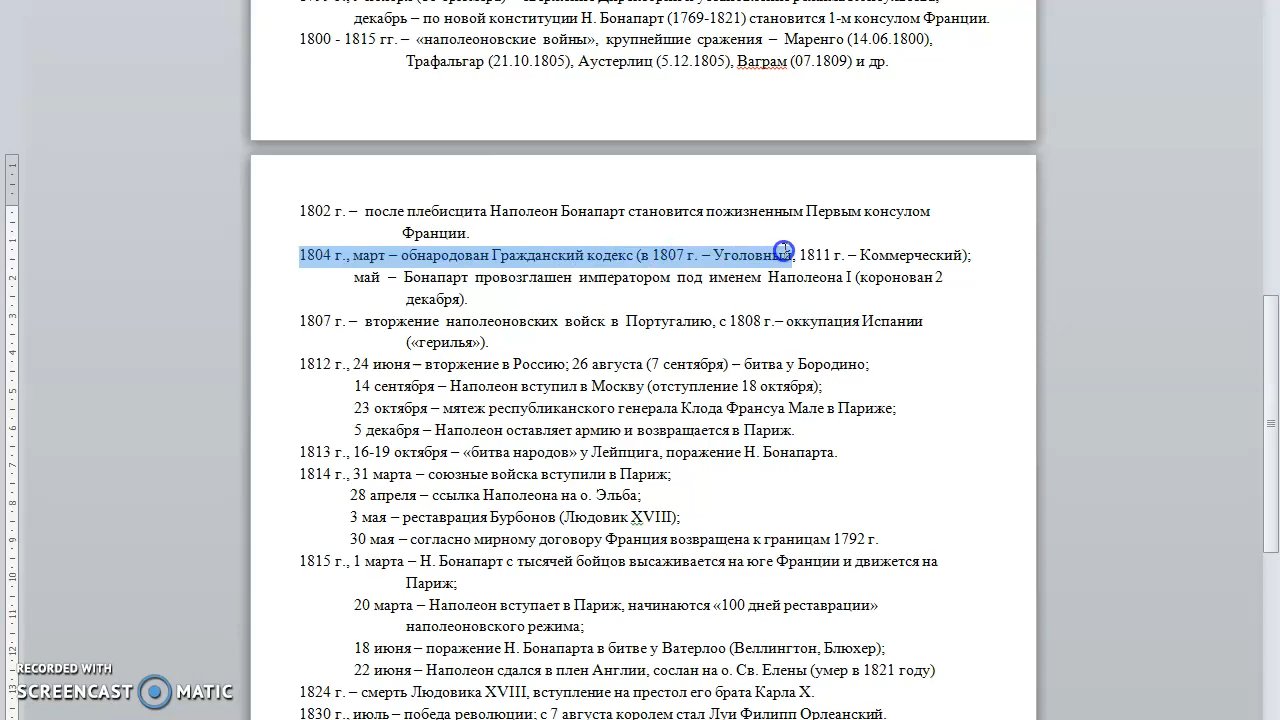 декабрь – по новой конституции Н. Бонапарт (1769-1821) становится 1-м консулом Франции.
1800 - 1815 гг. – «наполеоновские войны», крупнейшие сражения – Маренго (14.06.1800),
Трафальгар (21.10.1805), Аустерлиц (5.12.1805), Ваграм (07.1809) и др.
1802 г. – после плебисцита Наполеон Бонапарт становится пожизненным Первым консулом
Франции.
1804 г., март – обнародован Гражданский кодекс (в 1807 г. – Уголовный, 1811 г. – Коммерческий);
май – Бонапарт провозглашен императором под именем Наполеона I (коронован 2
декабря).
1807 г. – вторжение наполеоновских войск в Португалию, с 1808 г.– оккупация Испании
(«герилья»).
1812 г., 24 июня – вторжение в Россию; 26 августа (7 сентября) – битва у Бородино;
14 сентября – Наполеон вступил в Москву (отступление 18 октября);
23 октября – мятеж республиканского генерала Клода Франсуа Мале в Париже;
5 декабря – Наполеон оставляет армию и возвращается в Париж.
1813 г., 16-19 октября – «битва народов» у Лейпцига, поражение Н. Бонапарта.
1814 г., 31 марта – союзные войска вступили в Париж;
28 апреля – ссылка Наполеона на о. Эльба;
3 мая – реставрация Бурбонов (Людовик XVIII);
30 мая – согласно мирному договору Франция возвращена к границам 1792 г.
1815 г., 1 марта – Н. Бонапарт с тысячей бойцов высаживается на юге Франции и движется на
Париж;
20 марта – Наполеон вступает в Париж, начинаются «100 дней реставрации»
наполеоновского режима;
18 июня – поражение Н. Бонапарта в битве у Ватерлоо (Веллингтон, Блюхер);
22 июня – Наполеон сдался в плен Англии, сослан на о. Св. Елены (умер в 1821 году)
1824 г. – смерть Людовика XVIII, вступление на престол его брата Карла X.
1830 г., июль – победа революции; с 7 августа королем стал Луи Филипп Орлеанский.
RECORDED WITH
SCREENCAST MATIC